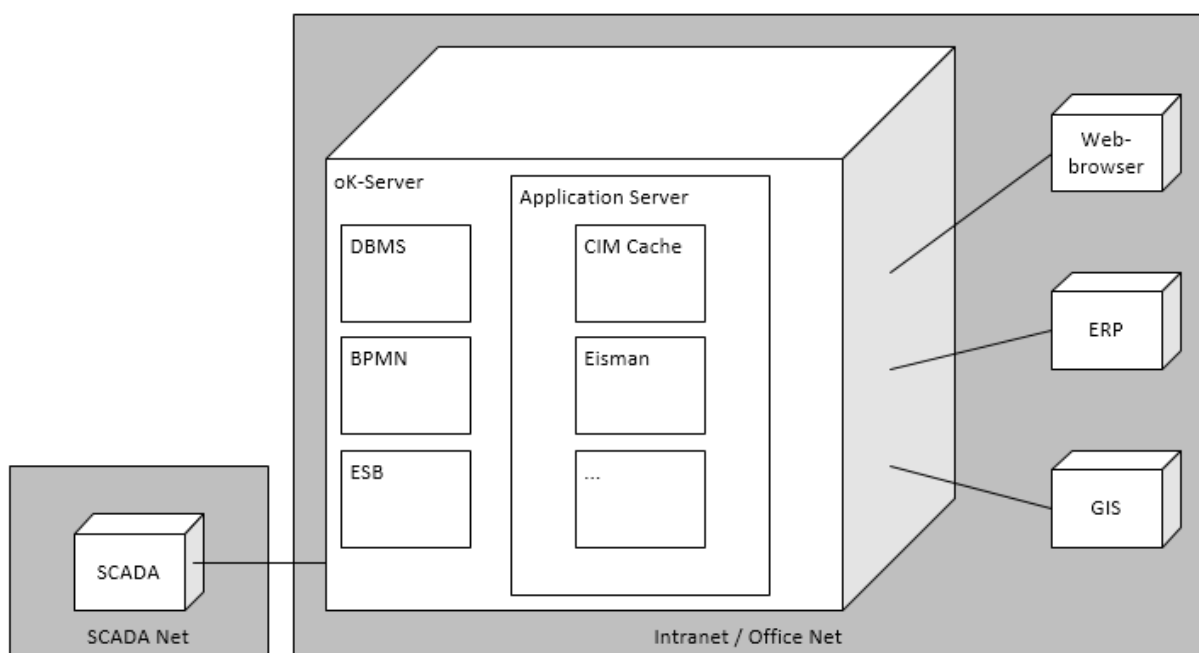 oK-Server
Application Server
DBMS
CIM Cache
BPMN
Eisman
ESB
...
Web-
browser
ERP
GIS
SCADA
SCADA Net
Intranet / Office Net